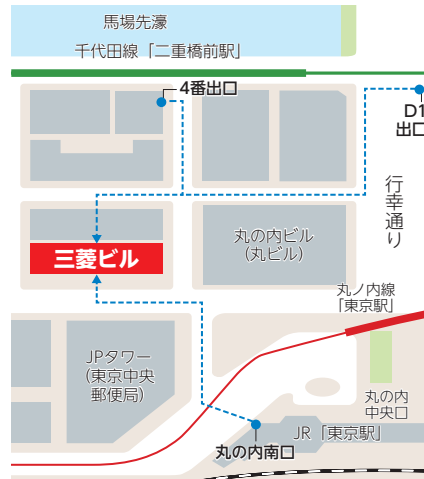 馬場先濠
千代田線「二重橋前駅」
4番出口
D1
出口
行幸通り
丸の内ビル
(丸ビル)
三菱ビル
丸ノ内線
「東京駅」
JPタワー
(東京中央
郵便局)
丸の内
中央口
JR「東京駅」
丸の内南口